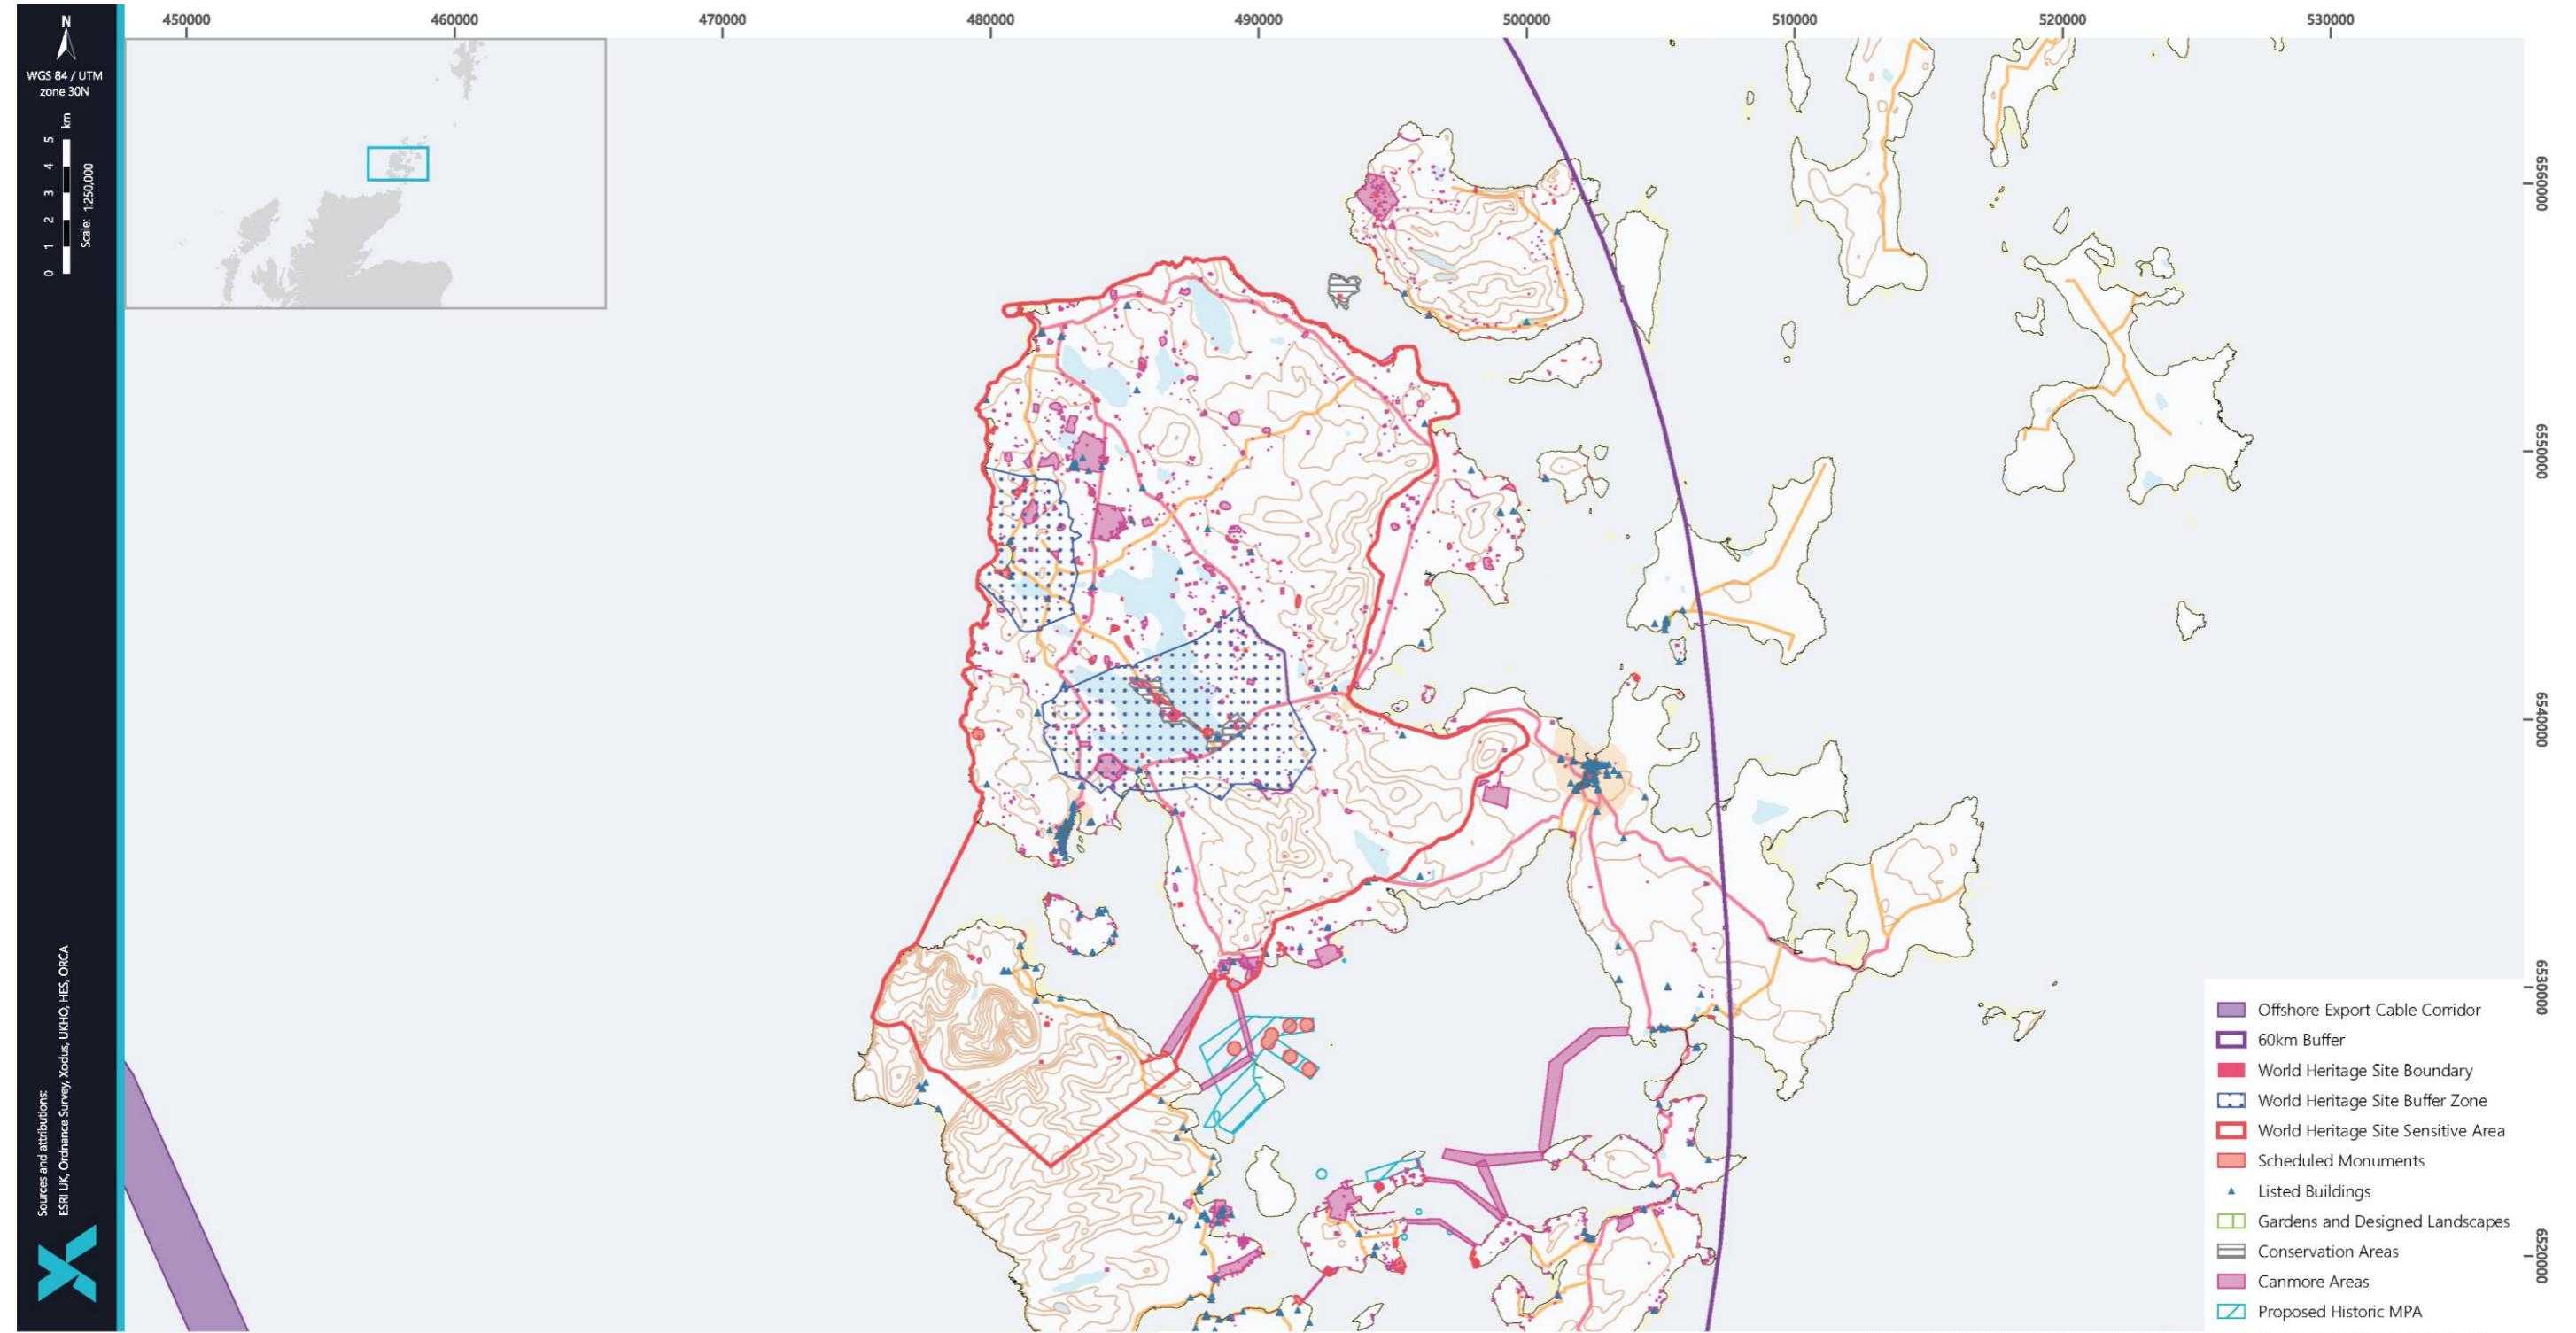 450000 460000 470000 480000 490000 500000 510000 520000 530000
N
WGS 84 / UTM
zone 30N
0 1 2 3 4 5 km
Scale: 1:250,000
6560000
6550000
6540000
6530000
6520000
Sources and attributions:
ESRI UK, Ordnance Survey, Xodus, UKHO, HES, ORCA
Offshore Export Cable Corridor
60km Buffer
World Heritage Site Boundary
World Heritage Site Buffer Zone
World Heritage Site Sensitive Area
Scheduled Monuments
Listed Buildings
Gardens and Designed Landscapes
Conservation Areas
Canmore Areas
Proposed Historic MPA